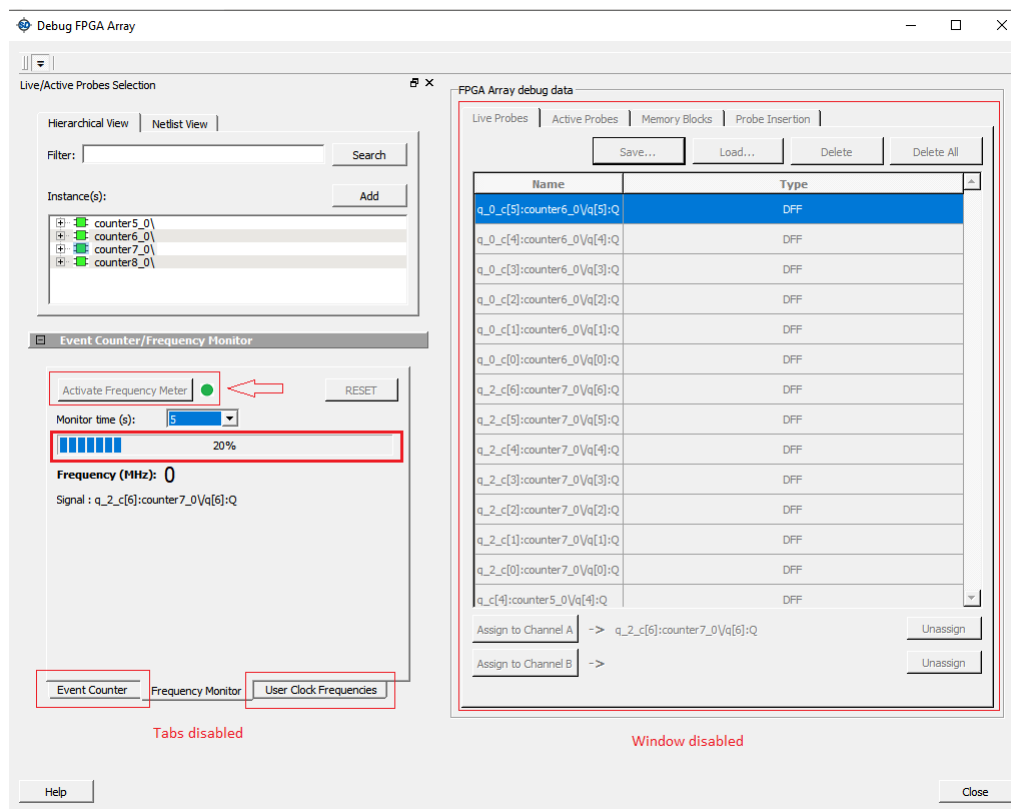 Debug FPGA Array
Live/Active Probes Selection
Hierarchical View
Netlist View
Filter:
Search
Instance(s):
Add
counter5_0\
counter6_0\
counter7_0\
counter8_0\
Event Counter/Frequency Monitor
Activate Frequency Meter
RESET
Monitor time (s):
5
20%
Frequency (MHz): 0
Signal : q_2_c[6]:counter7_0\/q[6]:Q
Event Counter
Frequency Monitor
User Clock Frequencies
Tabs disabled
FPGA Array debug data
Live Probes
Active Probes
Memory Blocks
Probe Insertion
Save...
Load...
Delete
Delete All
Name Type
q_0_c[5]:counter6_0\/q[5]:Q DFF
q_0_c[4]:counter6_0\/q[4]:Q DFF
q_0_c[3]:counter6_0\/q[3]:Q DFF
q_0_c[2]:counter6_0\/q[2]:Q DFF
q_0_c[1]:counter6_0\/q[1]:Q DFF
q_0_c[0]:counter6_0\/q[0]:Q DFF
q_2_c[6]:counter7_0\/q[6]:Q DFF
q_2_c[5]:counter7_0\/q[5]:Q DFF
q_2_c[4]:counter7_0\/q[4]:Q DFF
q_2_c[3]:counter7_0\/q[3]:Q DFF
q_2_c[2]:counter7_0\/q[2]:Q DFF
q_2_c[1]:counter7_0\/q[1]:Q DFF
q_2_c[0]:counter7_0\/q[0]:Q DFF
q_c[4]:counter5_0\/q[4]:Q DFF
Assign to Channel A -> q_2_c[6]:counter7_0\/q[6]:Q Unassign
Assign to Channel B -> Unassign
Window disabled
Help
Close